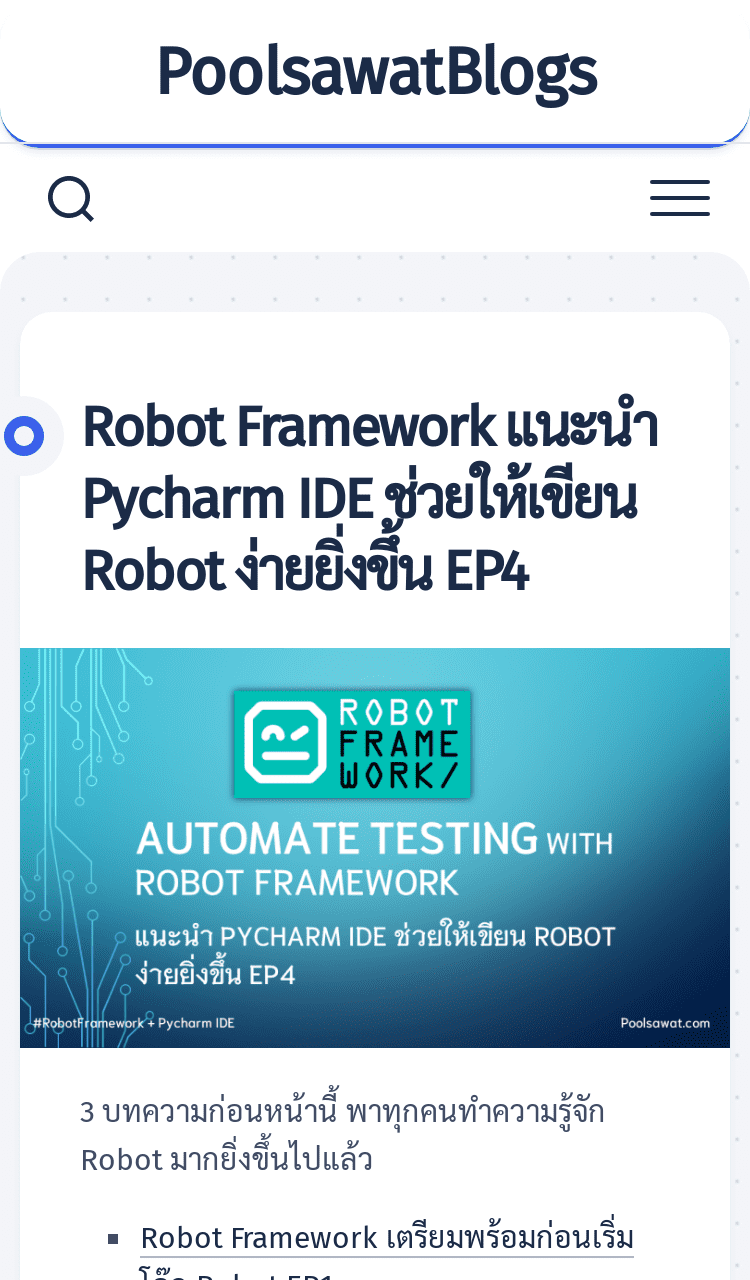 PoolsawatBlogs
Robot Framework แนะนำ
Pycharm IDE ช่วยให้เขียน
Robot ง่ายยิ่งขึ้น EP4
ROBOT
FRAME
WORK/
AUTOMATE TESTING WITH
ROBOT FRAMEWORK
แนะนำ PYCHARM IDE ช่วยให้เขียน ROBOT
ง่ายยิ่งขึ้น EP4
#RobotFramework + Pycharm IDE
Poolsawat.com
3 บทความก่อนหน้านี้ พาทุกคนทำความรู้จัก
Robot มากยิ่งขึ้นไปแล้ว
Robot Framework เตรียมพร้อมก่อนเริ่ม
โค๊ด Robot EP1